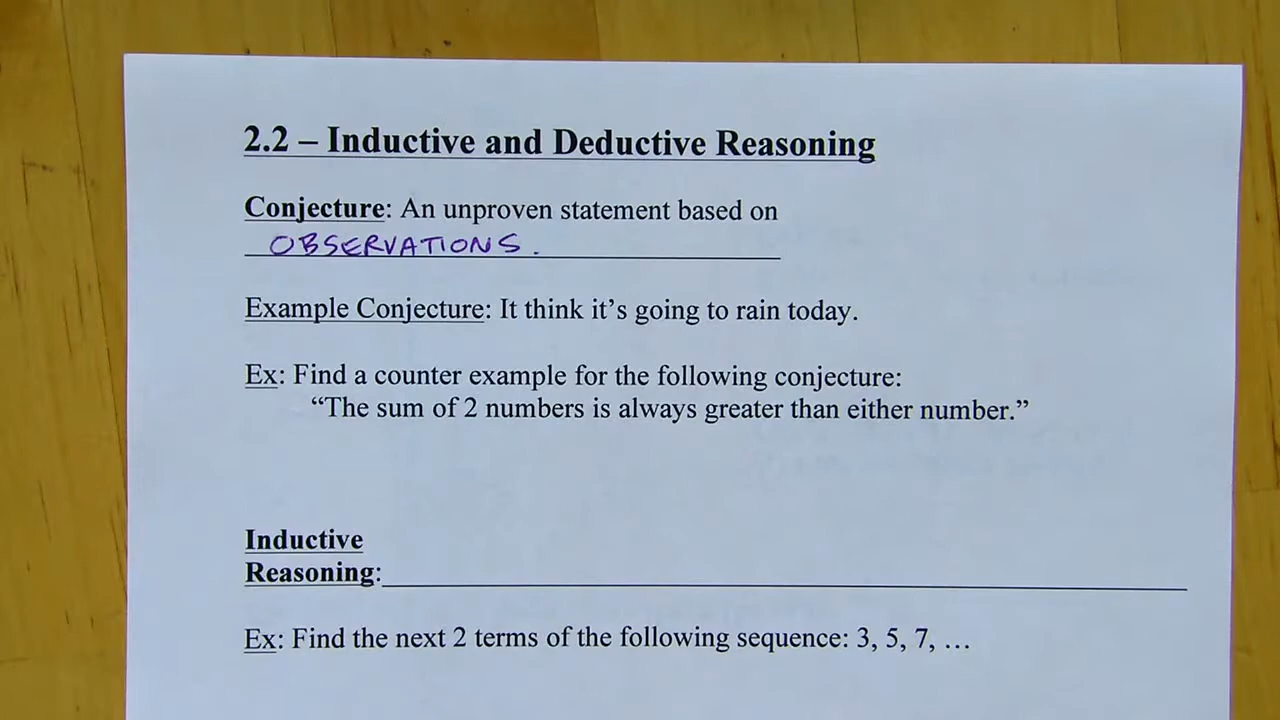 2.2 – Inductive and Deductive Reasoning
Conjecture: An unproven statement based on
OBSERVATIONS.
Example Conjecture: It think it’s going to rain today.
Ex: Find a counter example for the following conjecture:
“The sum of 2 numbers is always greater than either number.”
Inductive
Reasoning:
Ex: Find the next 2 terms of the following sequence: 3, 5, 7, …